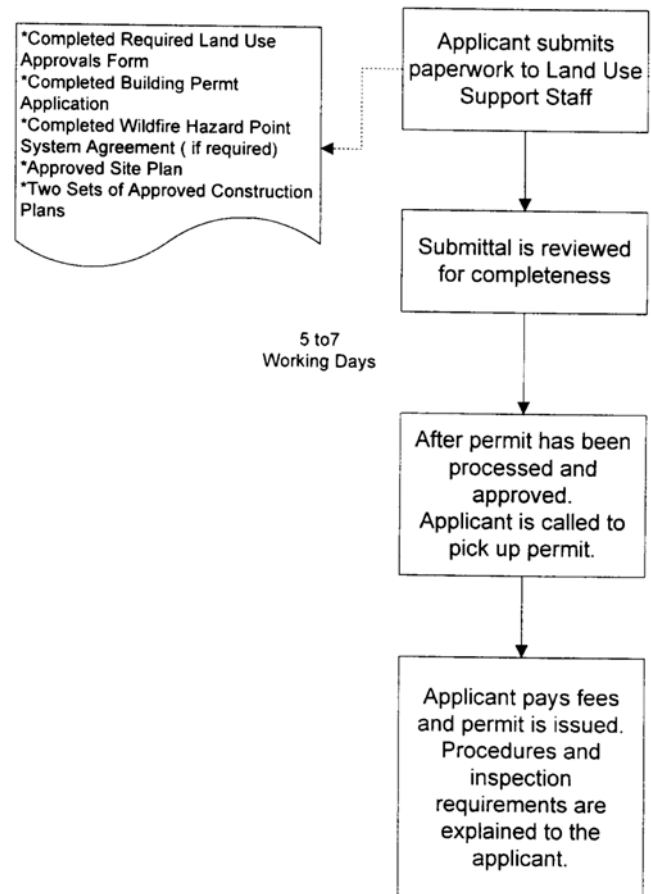 *Completed Required Land Use
Approvals Form
*Completed Building Permt
Application
*Completed Wildfire Hazard Point
System Agreement ( if required)
*Approved Site Plan
*Two Sets of Approved Construction
Plans
Applicant submits
paperwork to Land Use
Support Staff
Submittal is reviewed
for completeness
5 to7
Working Days
After permit has been
processed and
approved.
Applicant is called to
pick up permit.
Applicant pays fees
and permit is issued.
Procedures and
inspection
requirements are
explained to the
applicant.